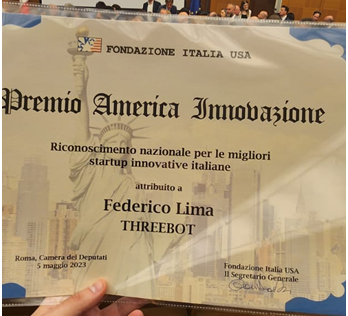 FONDAZIONE ITALIA USA
Premio America Innovazione
Riconoscimento nazionale per le migliori
startup innovative italiane
attribuito a
Federico Lima
THREEBOT
Roma, Camera dei Deputati
5 maggio 2023
Fondazione Italia USA
Il Segretario Generale